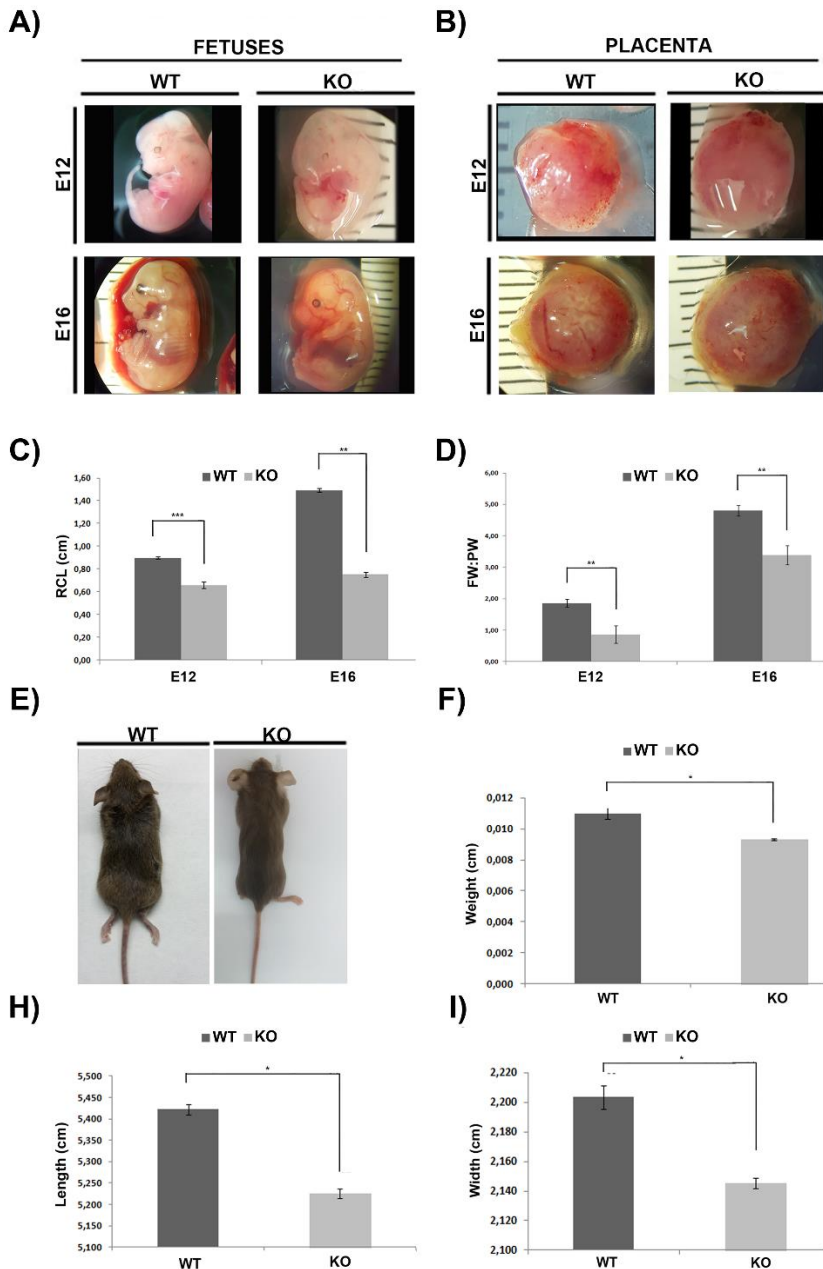 A)
FETUSES
WT KO
E12
E16
B)
PLACENTA
WT KO
E12
E16
C)
WT KO
RCL (cm)
1,60
1,40
1,20
1,00
0,80
0,60
0,40
0,20
0,00
***
**
E12 E16
D)
WT KO
FW:PW
6,00
5,00
4,00
3,00
2,00
1,00
0,00
**
**
E12 E16
E)
WT KO
F)
WT KO
Weight (cm)
0,012
0,010
0,008
0,006
0,004
0,002
0,000
*
WT KO
H)
WT KO
Length (cm)
5,500
5,450
5,400
5,350
5,300
5,250
5,200
5,150
5,100
*
WT KO
I)
WT KO
Width (cm)
2,220
2,200
2,180
2,160
2,140
2,120
2,100
*
WT KO